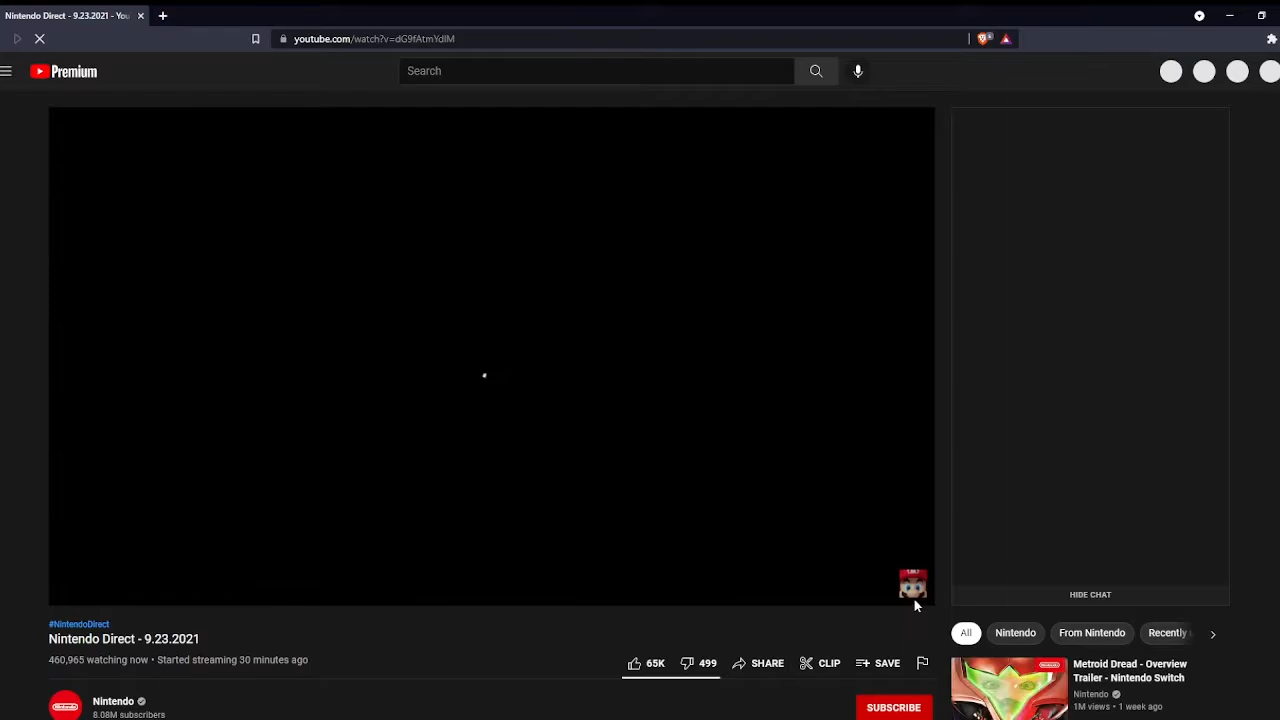 Nintendo Direct - 9.23.2021 - You
youtube.com/watch?v=dG9fAtmYdlM
Premium
Search
HIDE CHAT
#NintendoDirect
Nintendo Direct - 9.23.2021
460,965 watching now • Started streaming 30 minutes ago
65K
499
SHARE
CLIP
SAVE
All
Nintendo
From Nintendo
Recently
Nintendo
Metroid Dread - Overview
Trailer - Nintendo Switch
Nintendo
1M views • 1 week ago
Nintendo
Nintendo
8.08M subscribers
SUBSCRIBE